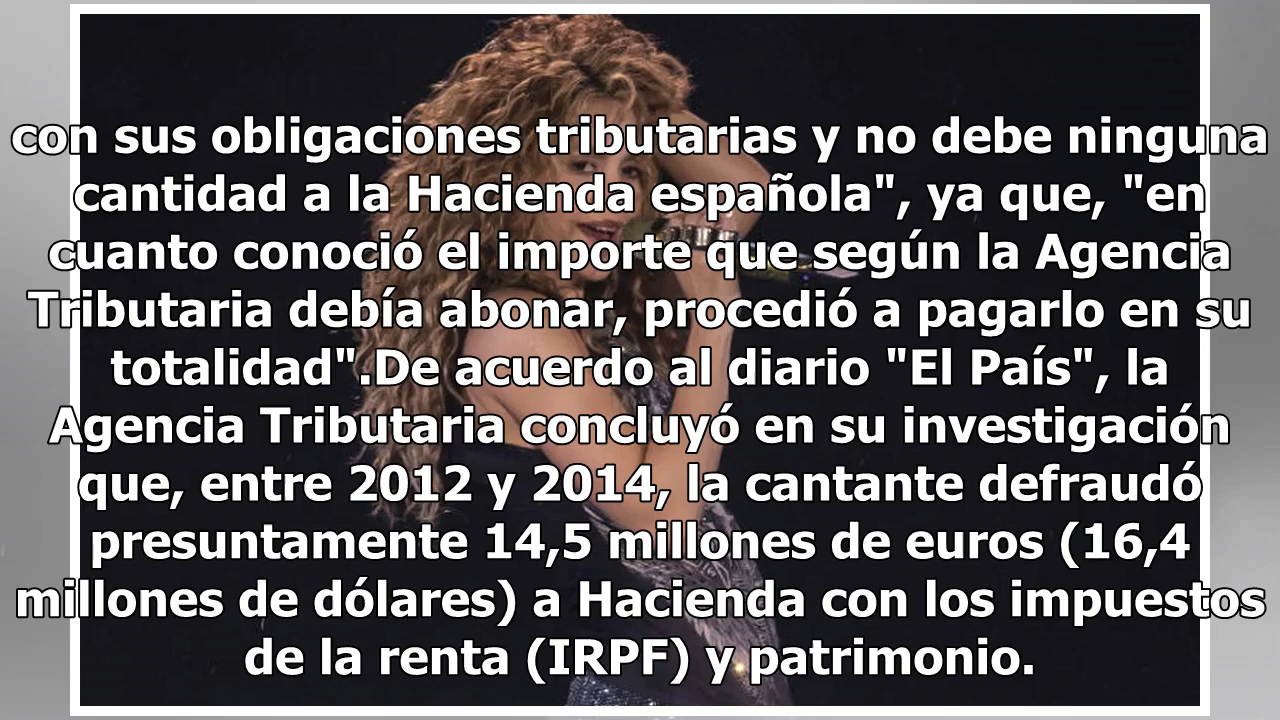 con sus obligaciones tributarias y no debe ninguna
cantidad a la Hacienda española", ya que, "en
cuanto conoció el importe que según la Agencia
Tributaria debía abonar, procedió a pagarlo en su
totalidad".De acuerdo al diario "El País", la
Agencia Tributaria concluyó en su investigación
que, entre 2012 y 2014, la cantante defraudó
presuntamente 14,5 millones de euros (16,4
millones de dólares) a Hacienda con los impuestos
de la renta (IRPF) y patrimonio.